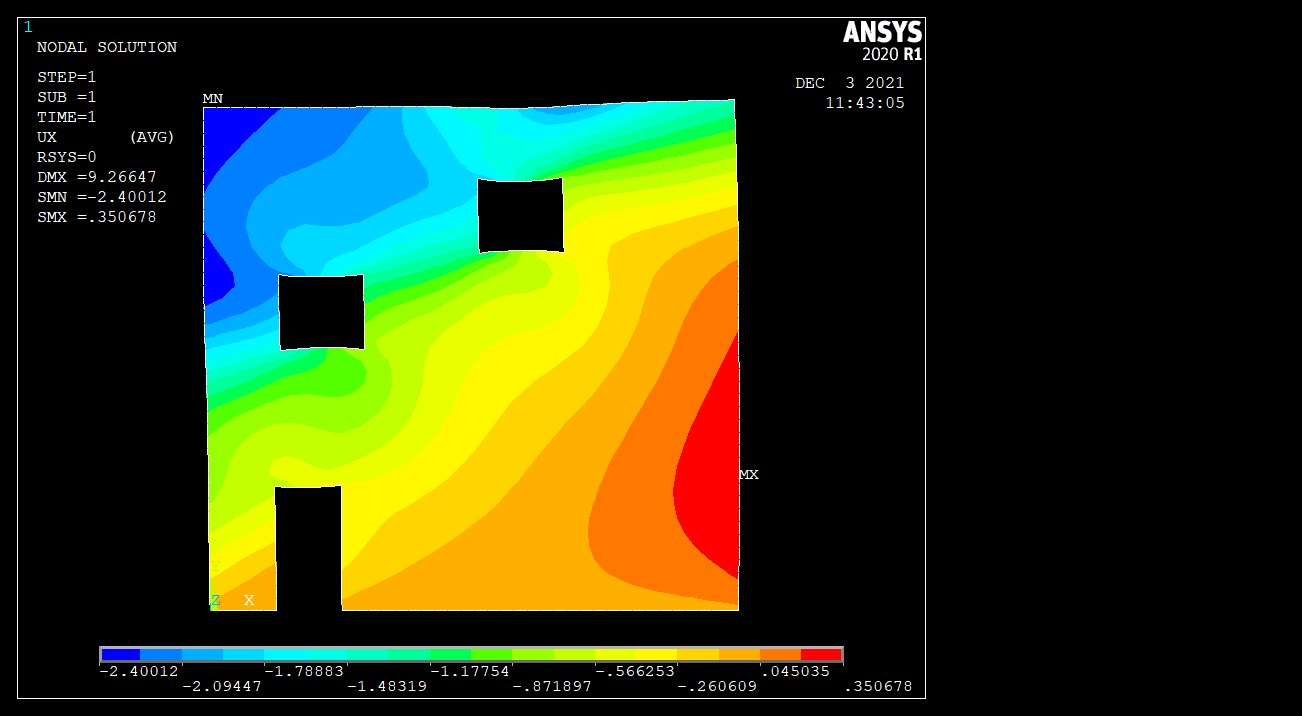 1
ANSYS
2020 R1
NODAL SOLUTION
STEP=1
SUB =1
TIME=1
UX (AVG)
RSYS=0
DMX =9.26647
SMN =-2.40012
SMX =.350678
DEC 3 2021
11:43:05
MN
MX
Y
Z X
-2.40012 -1.78883 -1.17754 -.566253 .045035
-2.09447 -1.48319 -.871897 -.260609 .350678